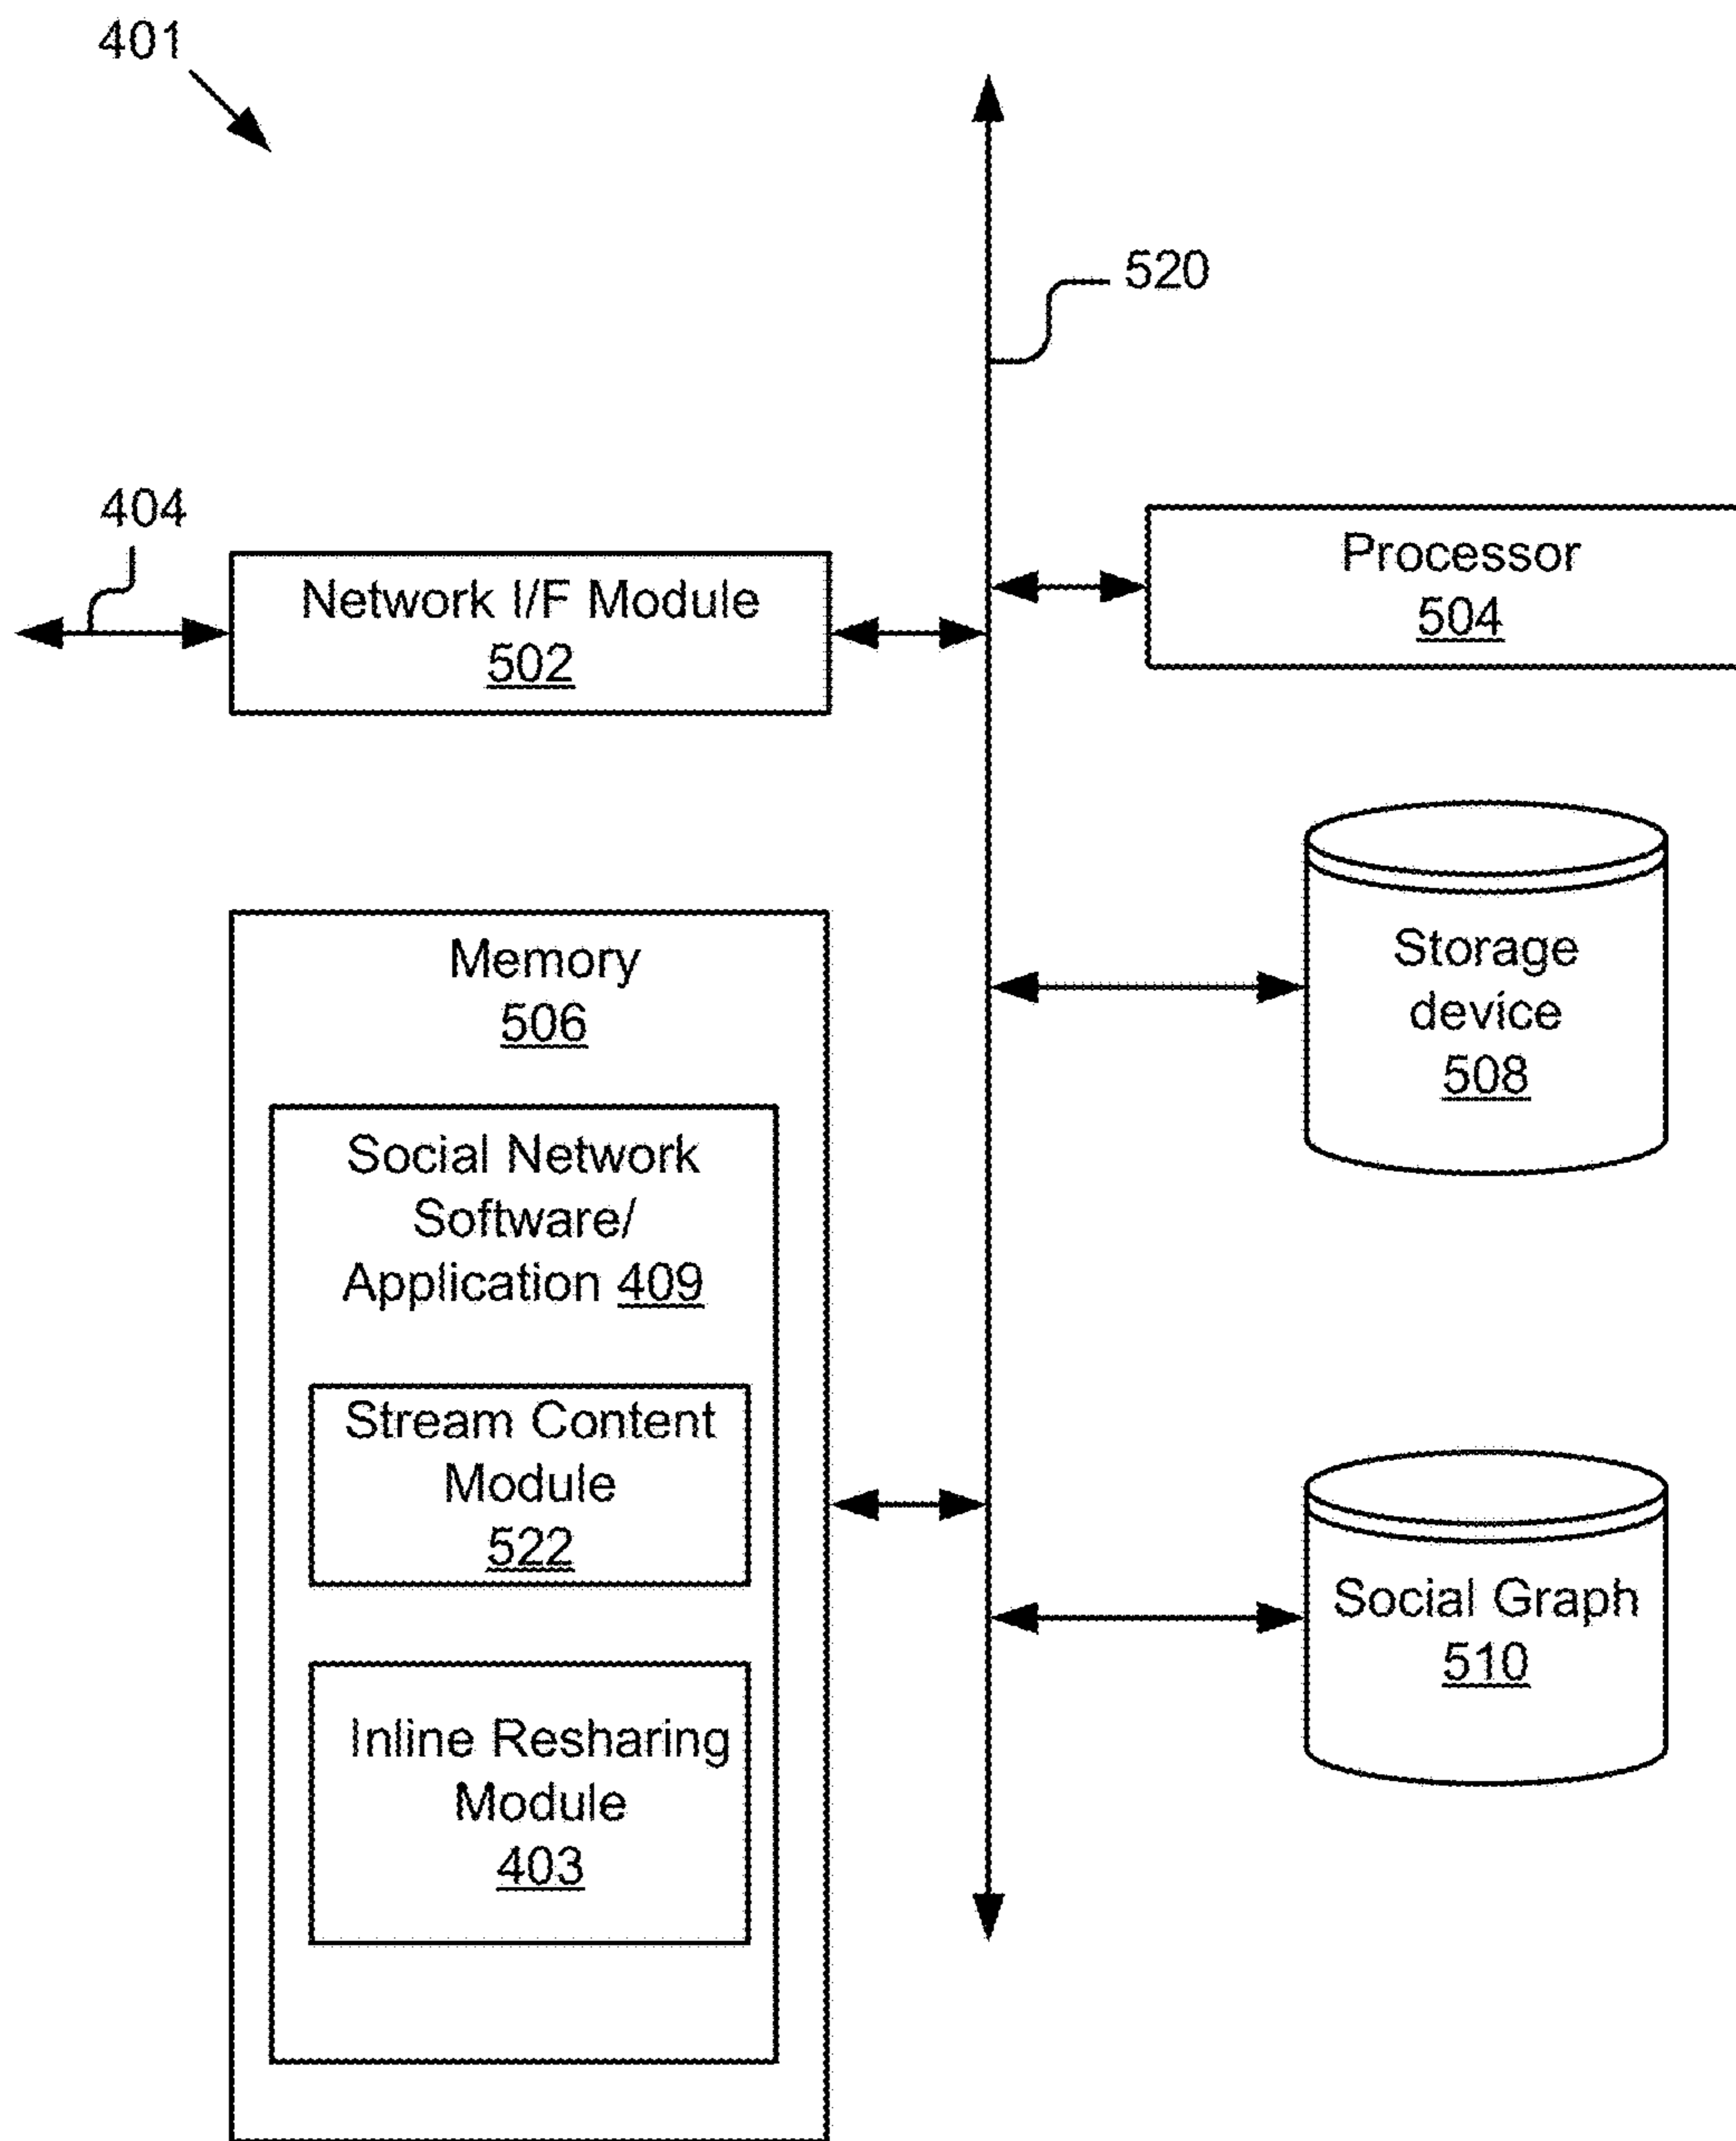 401
520
404
Network I/F Module
502
Processor
504
Memory
506
Storage
device
508
Social Network
Software/
Application 409
Stream Content
Module
522
Social Graph
510
Inline Resharing
Module
403